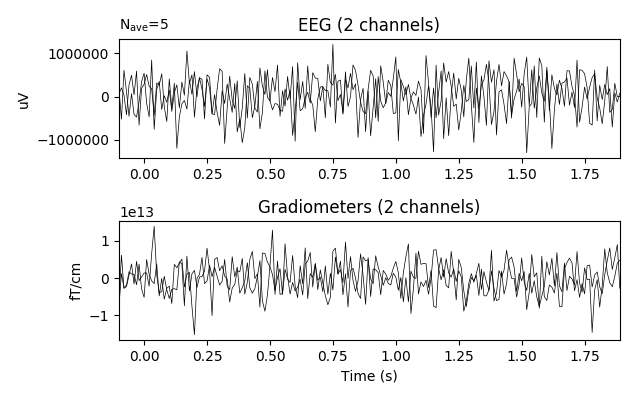 N_ave=5
EEG (2 channels)
uV
1000000
0
−1000000
0.00 0.25 0.50 0.75 1.00 1.25 1.50 1.75
1e13
Gradiometers (2 channels)
fT/cm
1
0
−1
0.00 0.25 0.50 0.75 1.00 1.25 1.50 1.75
Time (s)